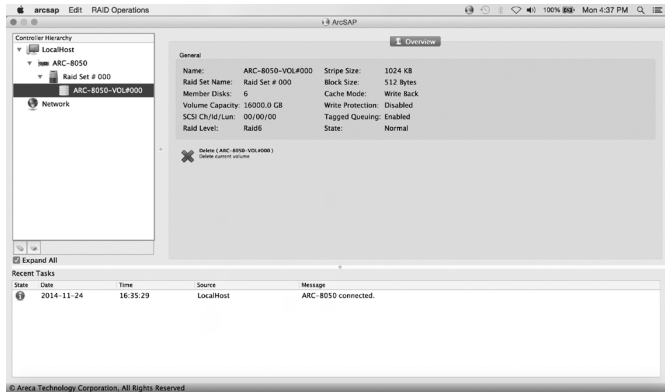 arcsap Edit RAID Operations 100% Mon 4:37 PM
ArcSAP
Controller Hierarchy
Overview
LocalHost
General
ARC-8050
Name: ARC-8050-VOL#000 Stripe Size: 1024 KB
Raid Set # 000
Raid Set Name: Raid Set # 000 Block Size: 512 Bytes
ARC-8050-VOL#000
Member Disks: 6 Cache Mode: Write Back
Network
Volume Capacity: 16000.0 GB Write Protection: Disabled
SCSI Ch/Id/Lun: 00/00/00 Tagged Queuing: Enabled
Raid Level: Raid6 State: Normal
Delete ( ARC-8050-VOL#000 )
Delete current volume
Expand All
Recent Tasks
State Date Time Source Message
2014-11-24 16:35:29 LocalHost ARC-8050 connected.
© Areca Technology Corporation, All Rights Reserved